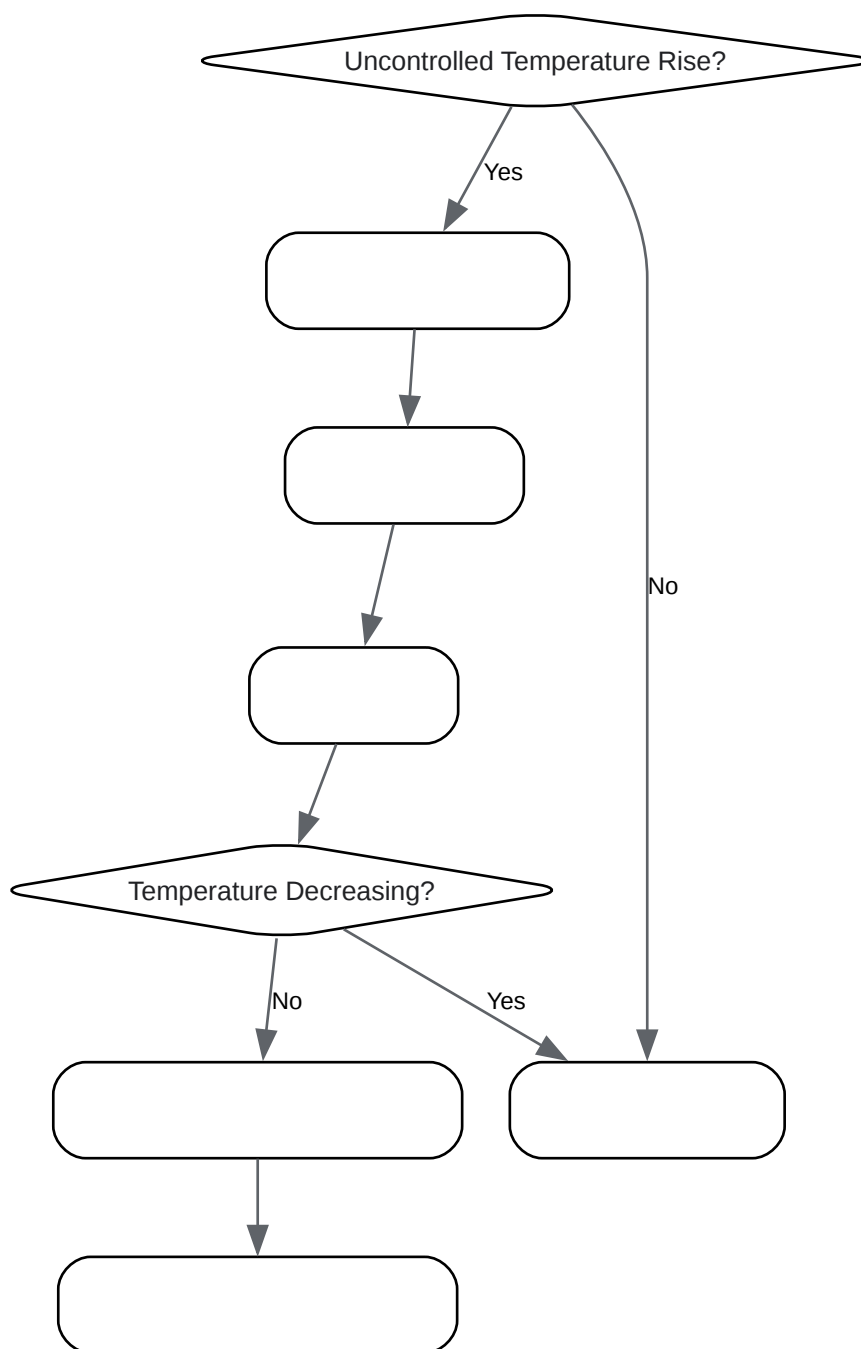 Uncontrolled Temperature Rise?
Yes
No
Temperature Decreasing?
No
Yes